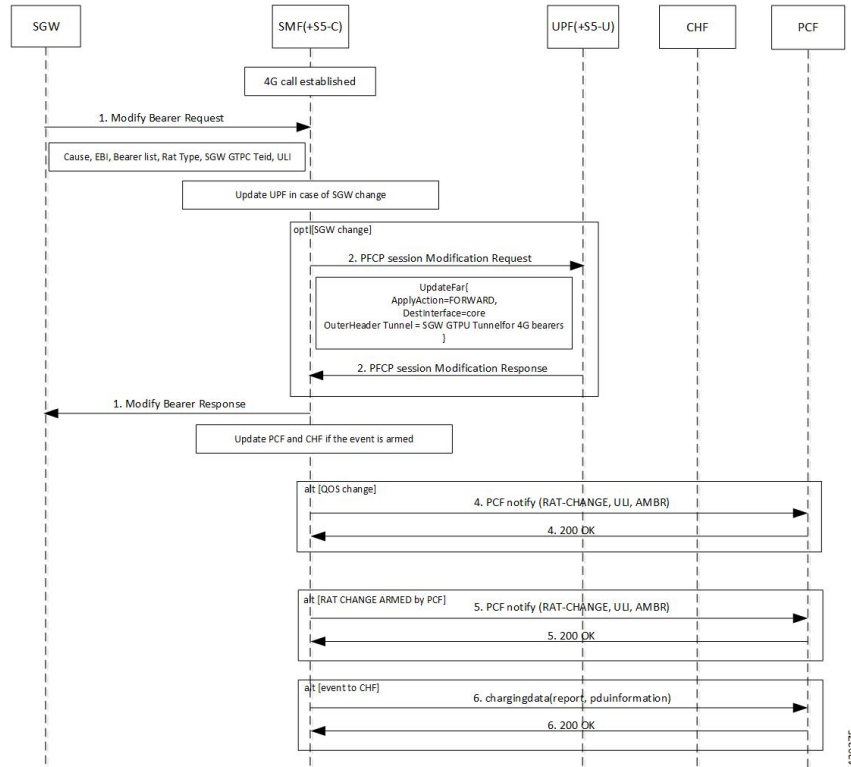 SGW
SMF(+S5-C)
UPF(+S5-U)
CHF
PCF
4G call established
1. Modify Bearer Request
Cause, EBI, Bearer list, Rat Type, SGW GTPC Teid, ULI
Update UPF in case of SGW change
opt [SGW change]
2. PFCP session Modification Request
UpdateFar{
ApplyAction=FORWARD,
DestInterface=core
OuterHeader Tunnel = SGW GTPU Tunnelfor 4G bearers
}
2. PFCP session Modification Response
1. Modify Bearer Response
Update PCF and CHF if the event is armed
alt [QOS change]
4. PCF notify (RAT-CHANGE, ULI, AMBR)
4. 200 OK
alt [RAT CHANGE ARMED by PCF]
5. PCF notify (RAT-CHANGE, ULI, AMBR)
5. 200 OK
alt [event to CHF]
6. chargingdata(report, pduinformation)
6. 200 OK